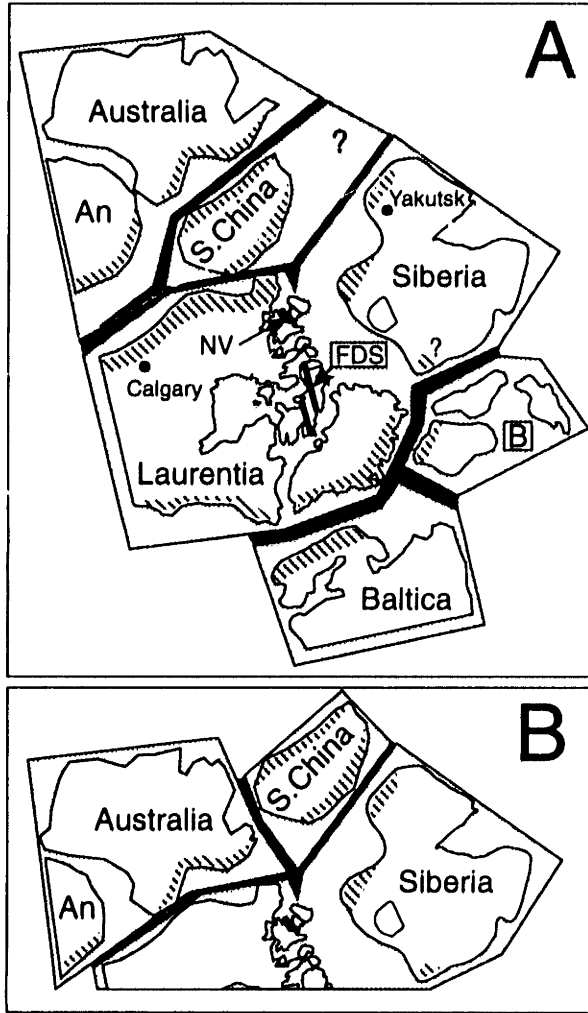 A
Australia
?
An
S. China
Yakutsk
Siberia
NV
FDS
?
Calgary
B
Laurentia
Baltica
B
S. China
Australia
Siberia
An